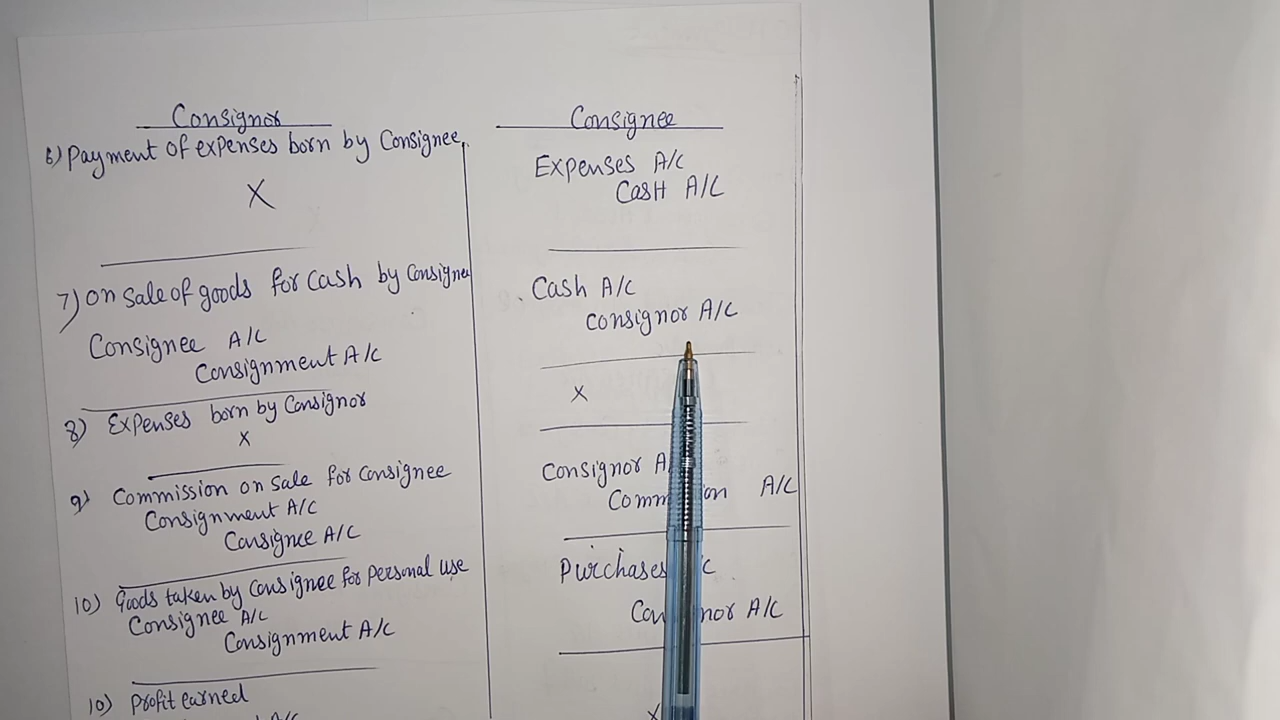 Consignor
6) Payment of expenses born by Consignee.
X
7) On sale of goods for cash by Consignee
Consignee A/C
Consignment A/C
8) Expenses born by Consignor
X
9) Commission on sale for Consignee
Consignment A/C
Consignee A/C
10) Goods taken by Consignee for personal use
Consignee A/C
Consignment A/C
10) Profit earned
A/C
Consignee
Expenses A/C
Cash A/C
Cash A/C
Consignor A/C
X
Consignor
A/C
Purchases
A/C
X